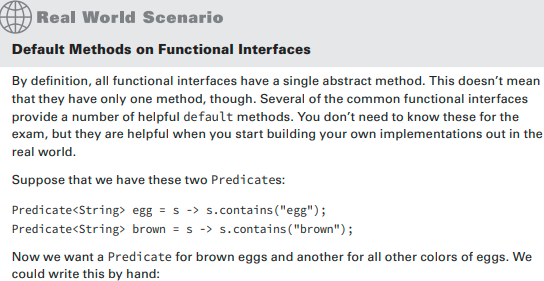 Real World Scenario
Default Methods on Functional Interfaces
By definition, all functional interfaces have a single abstract method. This doesn't mean
that they have only one method, though. Several of the common functional interfaces
provide a number of helpful default methods. You don't need to know these for the
exam, but they are helpful when you start building your own implementations out in the
real world.
Suppose that we have these two Predicates:
Predicate<String> egg = s -> s.contains("egg");
Predicate<String> brown = s -> s.contains("brown");
Now we want a Predicate for brown eggs and another for all other colors of eggs. We
could write this by hand: